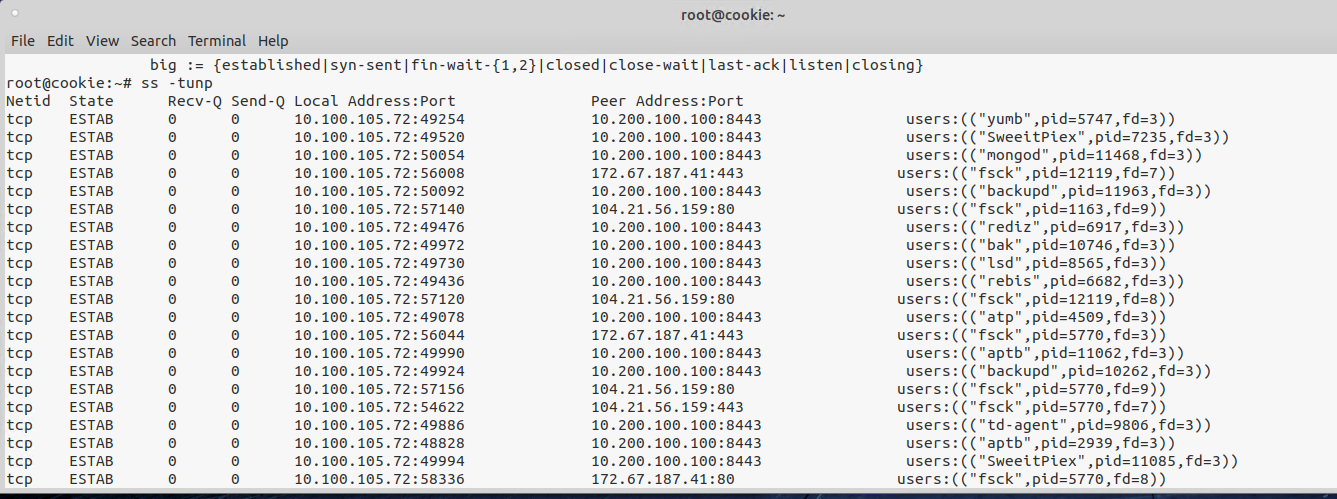 root@cookie: ~
File Edit View Search Terminal Help
big := {established|syn-sent|fin-wait-{1,2}|closed|close-wait|last-ack|listen|closing}
root@cookie:~# ss -tunp
Netid State Recv-Q Send-Q Local Address:Port Peer Address:Port
tcp ESTAB 0 0 10.100.105.72:49254 10.200.100.100:8443 users:(("yumb",pid=5747,fd=3))
tcp ESTAB 0 0 10.100.105.72:49520 10.200.100.100:8443 users:(("SweeitPiex",pid=7235,fd=3))
tcp ESTAB 0 0 10.100.105.72:50054 10.200.100.100:8443 users:(("mongod",pid=11468,fd=3))
tcp ESTAB 0 0 10.100.105.72:56008 172.67.187.41:443 users:(("fsck",pid=12119,fd=7))
tcp ESTAB 0 0 10.100.105.72:50092 10.200.100.100:8443 users:(("backupd",pid=11963,fd=3))
tcp ESTAB 0 0 10.100.105.72:57140 104.21.56.159:80 users:(("fsck",pid=1163,fd=9))
tcp ESTAB 0 0 10.100.105.72:49476 10.200.100.100:8443 users:(("rediz",pid=6917,fd=3))
tcp ESTAB 0 0 10.100.105.72:49972 10.200.100.100:8443 users:(("bak",pid=10746,fd=3))
tcp ESTAB 0 0 10.100.105.72:49730 10.200.100.100:8443 users:(("lsd",pid=8565,fd=3))
tcp ESTAB 0 0 10.100.105.72:49436 10.200.100.100:8443 users:(("rebis",pid=6682,fd=3))
tcp ESTAB 0 0 10.100.105.72:57120 104.21.56.159:80 users:(("fsck",pid=12119,fd=8))
tcp ESTAB 0 0 10.100.105.72:49078 10.200.100.100:8443 users:(("atp",pid=4509,fd=3))
tcp ESTAB 0 0 10.100.105.72:56044 172.67.187.41:443 users:(("fsck",pid=5770,fd=3))
tcp ESTAB 0 0 10.100.105.72:49990 10.200.100.100:8443 users:(("aptb",pid=11062,fd=3))
tcp ESTAB 0 0 10.100.105.72:49924 10.200.100.100:8443 users:(("backupd",pid=10262,fd=3))
tcp ESTAB 0 0 10.100.105.72:57156 104.21.56.159:80 users:(("fsck",pid=5770,fd=9))
tcp ESTAB 0 0 10.100.105.72:54622 104.21.56.159:443 users:(("fsck",pid=5770,fd=7))
tcp ESTAB 0 0 10.100.105.72:49886 10.200.100.100:8443 users:(("td-agent",pid=9806,fd=3))
tcp ESTAB 0 0 10.100.105.72:48828 10.200.100.100:8443 users:(("aptb",pid=2939,fd=3))
tcp ESTAB 0 0 10.100.105.72:49994 10.200.100.100:8443 users:(("SweeitPiex",pid=11085,fd=3))
tcp ESTAB 0 0 10.100.105.72:58336 172.67.187.41:80 users:(("fsck",pid=5770,fd=8))